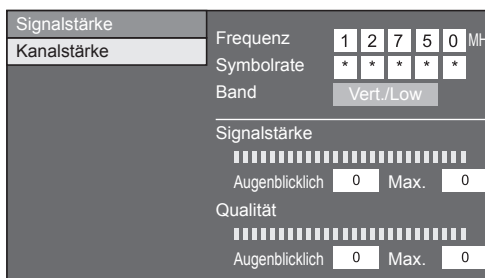 Signalstärke
Kanalstärke
Frequenz 1 2 7 5 0 MH
Symbolrate * * * * *
Band Vert./Low
Signalstärke
Augenblicklich 0 Max. 0
Qualität
Augenblicklich 0 Max. 0